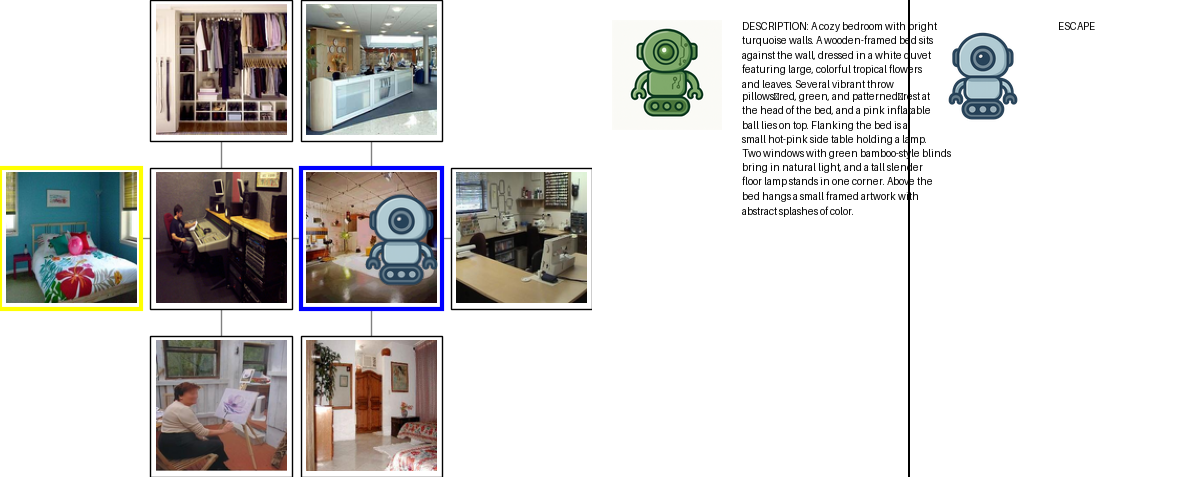 DESCRIPTION: A cozy bedroom with bright
turquoise walls. A wooden-framed bed sits
against the wall, dressed in a white duvet
featuring large, colorful tropical flowers
and leaves. Several vibrant throw
pillows▯red, green, and patterned▯rest at
the head of the bed, and a pink inflatable
ball lies on top. Flanking the bed is a
small hot-pink side table holding a lamp.
Two windows with green bamboo-style blinds
bring in natural light, and a tall slender
floor lamp stands in one corner. Above the
bed hangs a small framed artwork with
abstract splashes of color.
ESCAPE